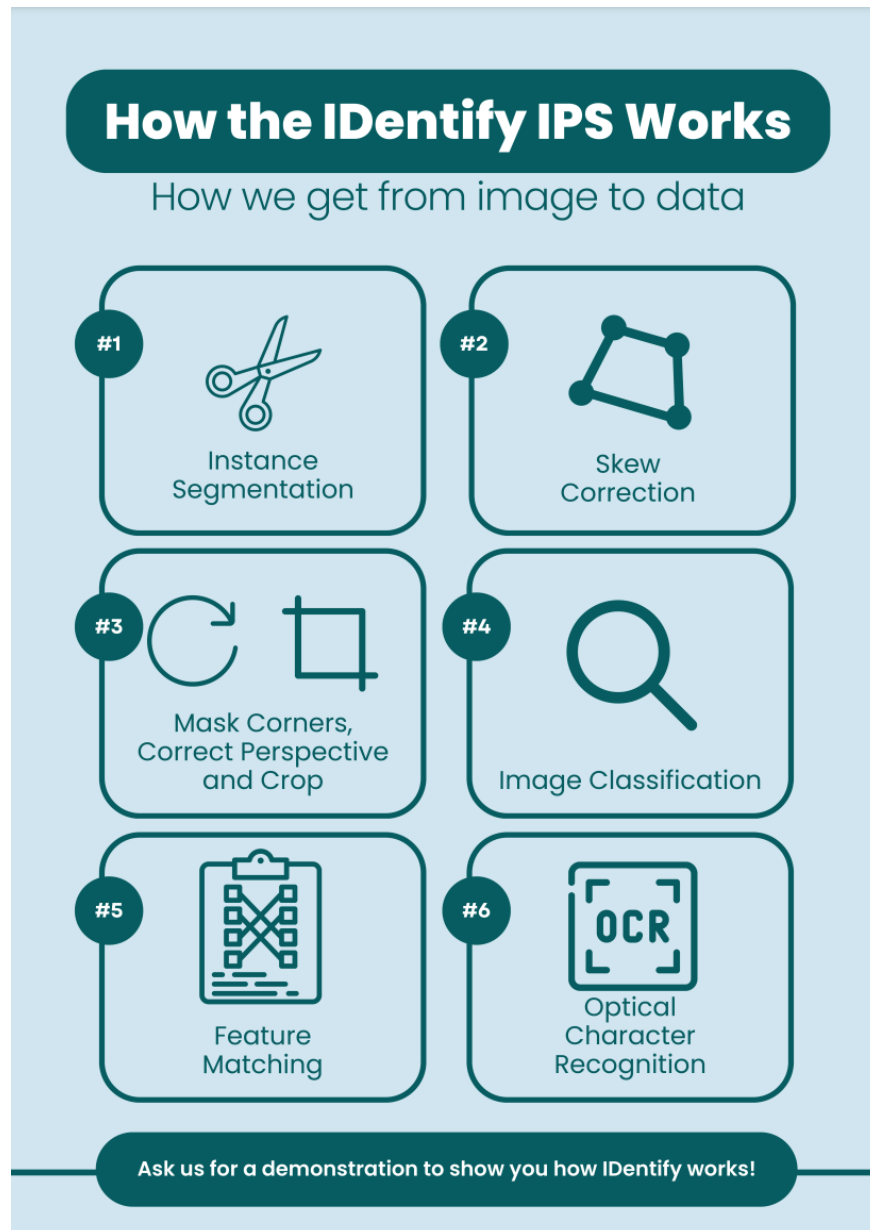 How the IDentify IPS Works
How we get from image to data
#1
Instance
Segmentation
#2
Skew
Correction
#3
Mask Corners,
Correct Perspective
and Crop
#4
Image Classification
#5
Feature
Matching
#6
OCR
Optical
Character
Recognition
Ask us for a demonstration to show you how IDentify works!